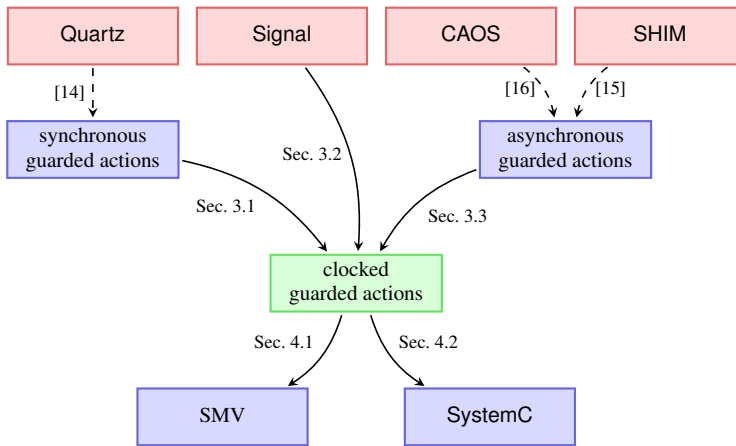 Quartz
Signal
CAOS
SHIM
[14]
[16]
[15]
synchronous
guarded actions
asynchronous
guarded actions
Sec. 3.2
Sec. 3.1
Sec. 3.3
clocked
guarded actions
Sec. 4.1
Sec. 4.2
SMV
SystemC